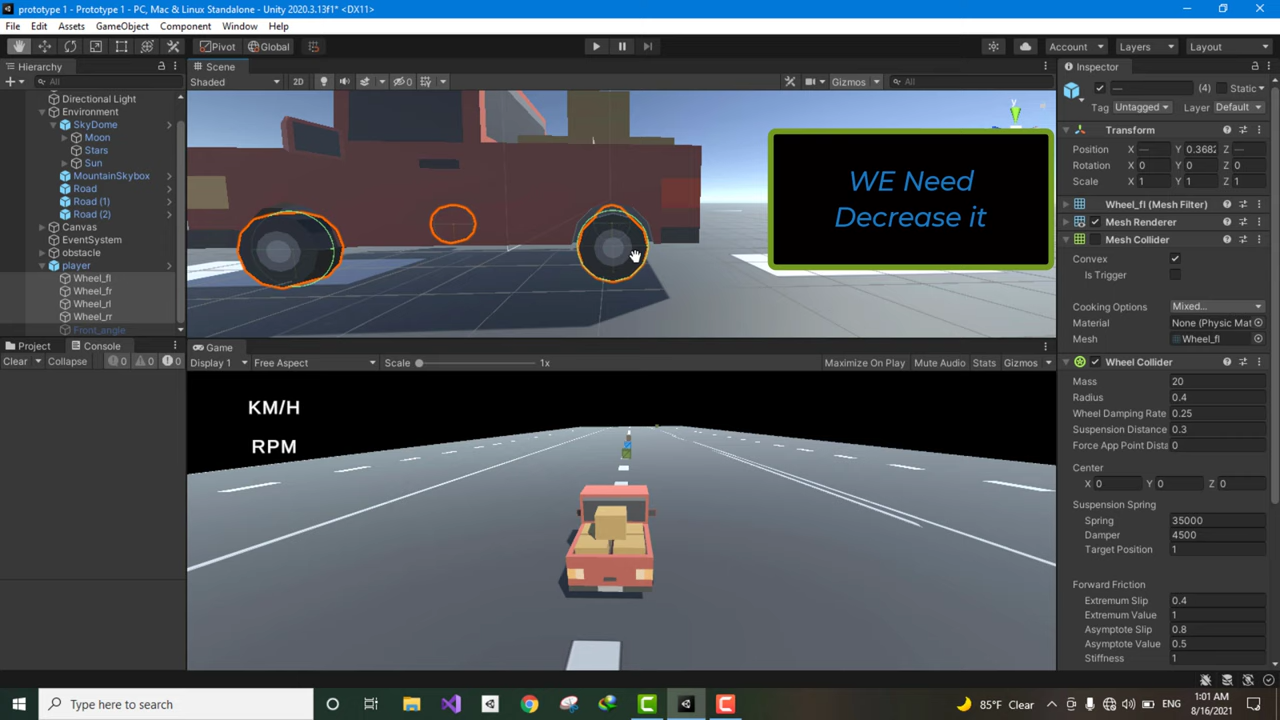 prototype 1 - PC, Mac & Linux Standalone - Unity 2020.3.13f1* <DX11>
File Edit Assets GameObject Component Window Help
Pivot Global Account Layers Layout
Hierarchy Scene Inspector
All Shaded 2D 0 Gizmos All
(4) Static
Tag Untagged Layer Default
Directional Light
Environment
SkyDome
Moon
Stars
Sun
MountainSkybox
Road
Road (1)
Road (2)
Canvas
EventSystem
obstacle
player
Wheel_fl
Wheel_fr
Wheel_rl
Wheel_rr
Front_angle
y
WE Need
Decrease it
Transform
Position X — Y 0.3682 Z —
Rotation X 0 Y 0 Z 0
Scale X 1 Y 1 Z 1
Wheel_fl (Mesh Filter)
Mesh Renderer
Mesh Collider
Convex
Is Trigger
Cooking Options Mixed...
Material None (Physic Mat
Mesh Wheel_fl
Wheel Collider
Mass 20
Radius 0.4
Wheel Damping Rate 0.25
Suspension Distance 0.3
Force App Point Dista 0
Center
X 0 Y 0 Z 0
Suspension Spring
Spring 35000
Damper 4500
Target Position 1
Forward Friction
Extremum Slip 0.4
Extremum Value 1
Asymptote Slip 0.8
Asymptote Value 0.5
Stiffness 1
Project Console
Clear Collapse 0 0 0
Game
Display 1 Free Aspect Scale 1x Maximize On Play Mute Audio Stats Gizmos
KM/H
RPM
Type here to search
85°F Clear ENG
1:01 AM
8/16/2021